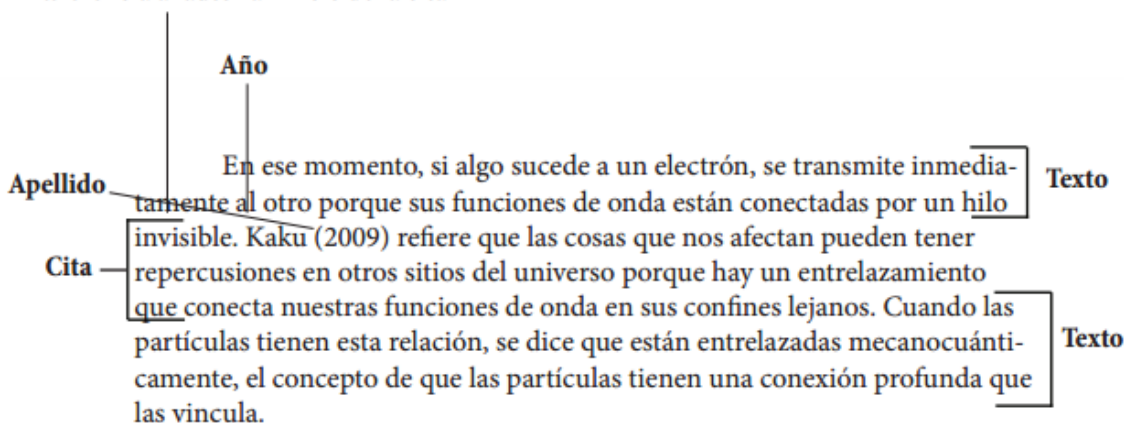 Año
En ese momento, si algo sucede a un electrón, se transmite inmedia-
Apellido
Texto
tamente al otro porque sus funciones de onda están conectadas por un hilo
invisible. Kaku (2009) refiere que las cosas que nos afectan pueden tener
Cita
repercusiones en otros sitios del universo porque hay un entrelazamiento
que conecta nuestras funciones de onda en sus confines lejanos. Cuando las
partículas tienen esta relación, se dice que están entrelazadas mecanocuánti-
Texto
camente, el concepto de que las partículas tienen una conexión profunda que
las vincula.